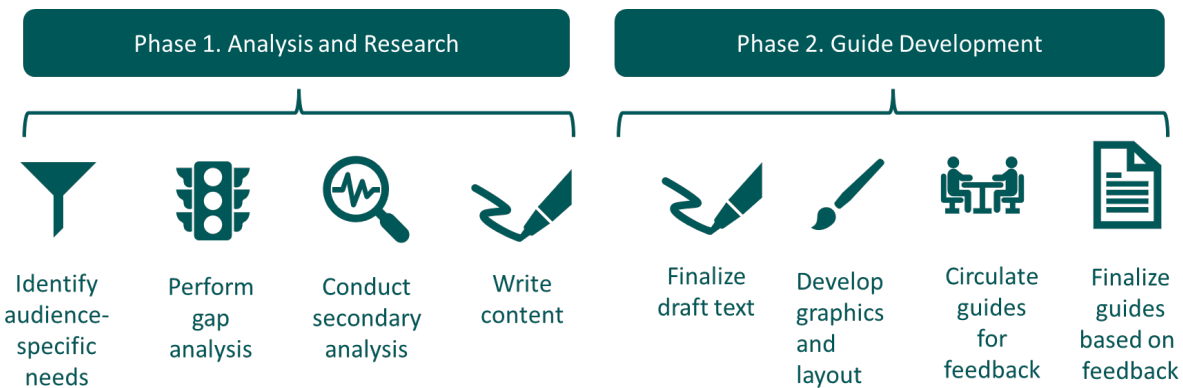 Phase 1. Analysis and Research
Phase 2. Guide Development
Identify
audience-
specific
needs
Perform
gap
analysis
Conduct
secondary
analysis
Write
content
Finalize
draft text
Develop
graphics
and
layout
Circulate
guides
for
feedback
Finalize
guides
based on
feedback